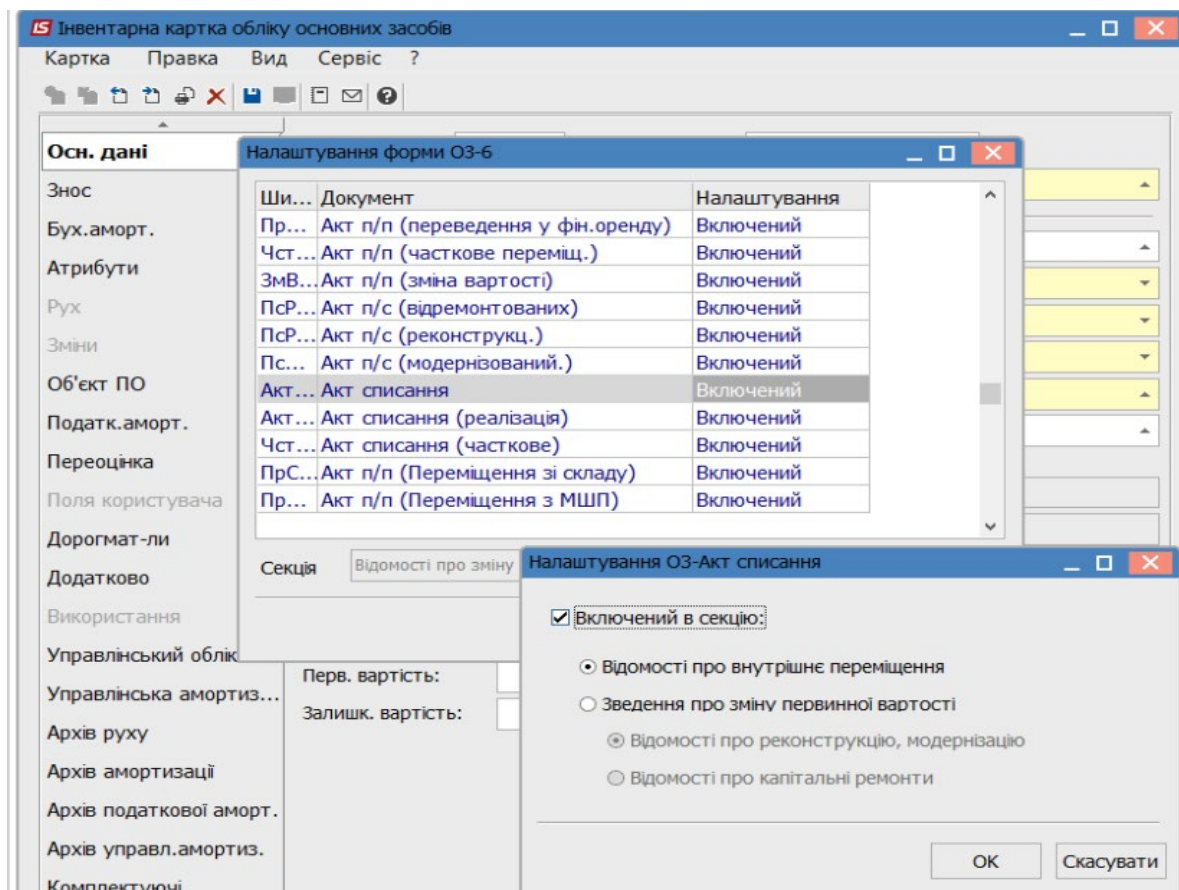 Інвентарна картка обліку основних засобів
Картка Правка Вид Сервіс ?
Осн. дані
Знос
Бух.аморт.
Атрибути
Рух
Зміни
Об'єкт ПО
Податк.аморт.
Переоцінка
Поля користувача
Дорогмат-ли
Додатково
Використання
Управлінський облік
Управлінська амортиз...
Архів руху
Архів амортизації
Архів податкової аморт.
Архів управл.амортиз.
Комплектуючі
Налаштування форми ОЗ-6
Ши... Документ Налаштування
Пр... Акт п/п (переведення у фін.оренду) Включений
Чст... Акт п/п (часткове переміщ.) Включений
ЗмВ... Акт п/п (зміна вартості) Включений
ПсР... Акт п/с (відремонтованих) Включений
ПсР... Акт п/с (реконструкц.) Включений
Пс... Акт п/с (модернізований.) Включений
Акт... Акт списання Включений
Акт... Акт списання (реалізація) Включений
Чст... Акт списання (часткове) Включений
ПрС... Акт п/п (Переміщення зі складу) Включений
Пр... Акт п/п (Переміщення з МШП) Включений
Секція Відомості про зміну
Перв. вартість:
Залишк. вартість:
Налаштування ОЗ-Акт списання
Включений в секцію:
Відомості про внутрішнє переміщення
Зведення про зміну первинної вартості
Відомості про реконструкцію, модернізацію
Відомості про капітальні ремонти
OK Скасувати